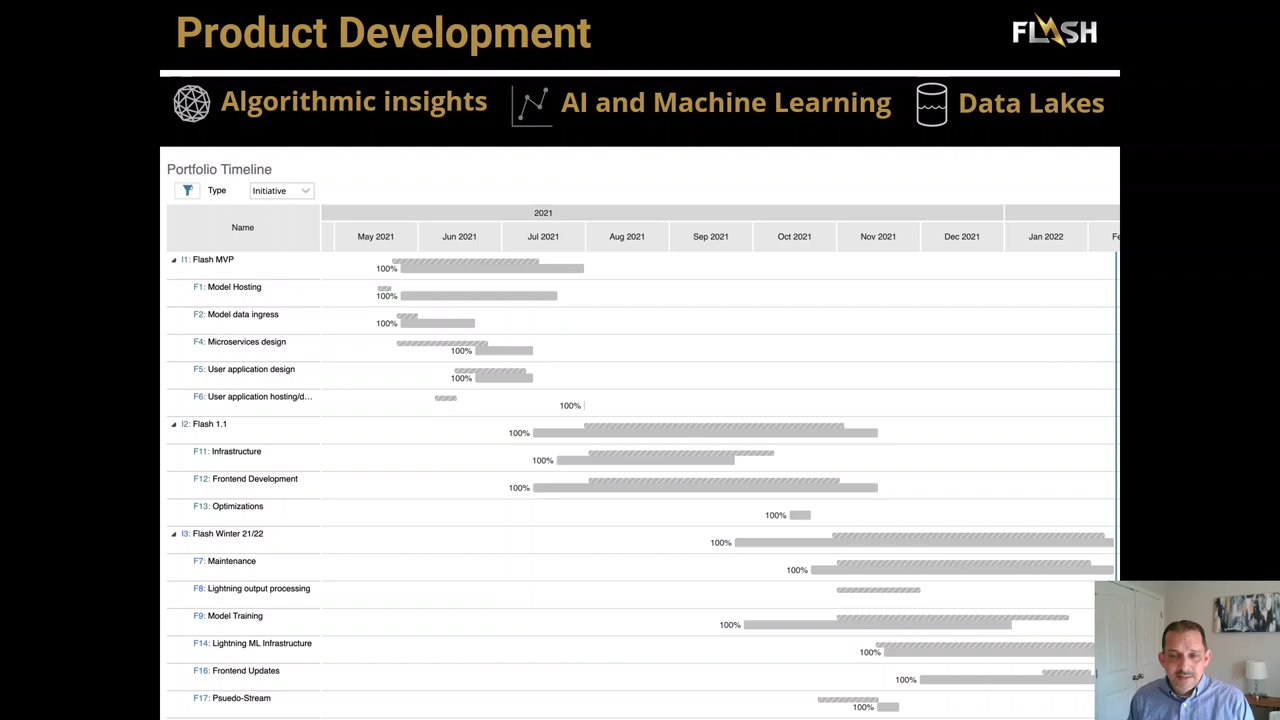 Product Development
FLASH
Algorithmic insights
AI and Machine Learning
Data Lakes
Portfolio Timeline
Type
Initiative
Name
2021
May 2021
Jun 2021
Jul 2021
Aug 2021
Sep 2021
Oct 2021
Nov 2021
Dec 2021
Jan 2022
I1: Flash MVP
100%
F1: Model Hosting
100%
F2: Model data ingress
100%
F4: Microservices design
100%
F5: User application design
100%
F6: User application hosting/d...
100%
I2: Flash 1.1
100%
F11: Infrastructure
100%
F12: Frontend Development
100%
F13: Optimizations
100%
I3: Flash Winter 21/22
100%
F7: Maintenance
100%
F8: Lightning output processing
F9: Model Training
100%
F14: Lightning ML Infrastructure
100%
F16: Frontend Updates
100%
F17: Psuedo-Stream
100%